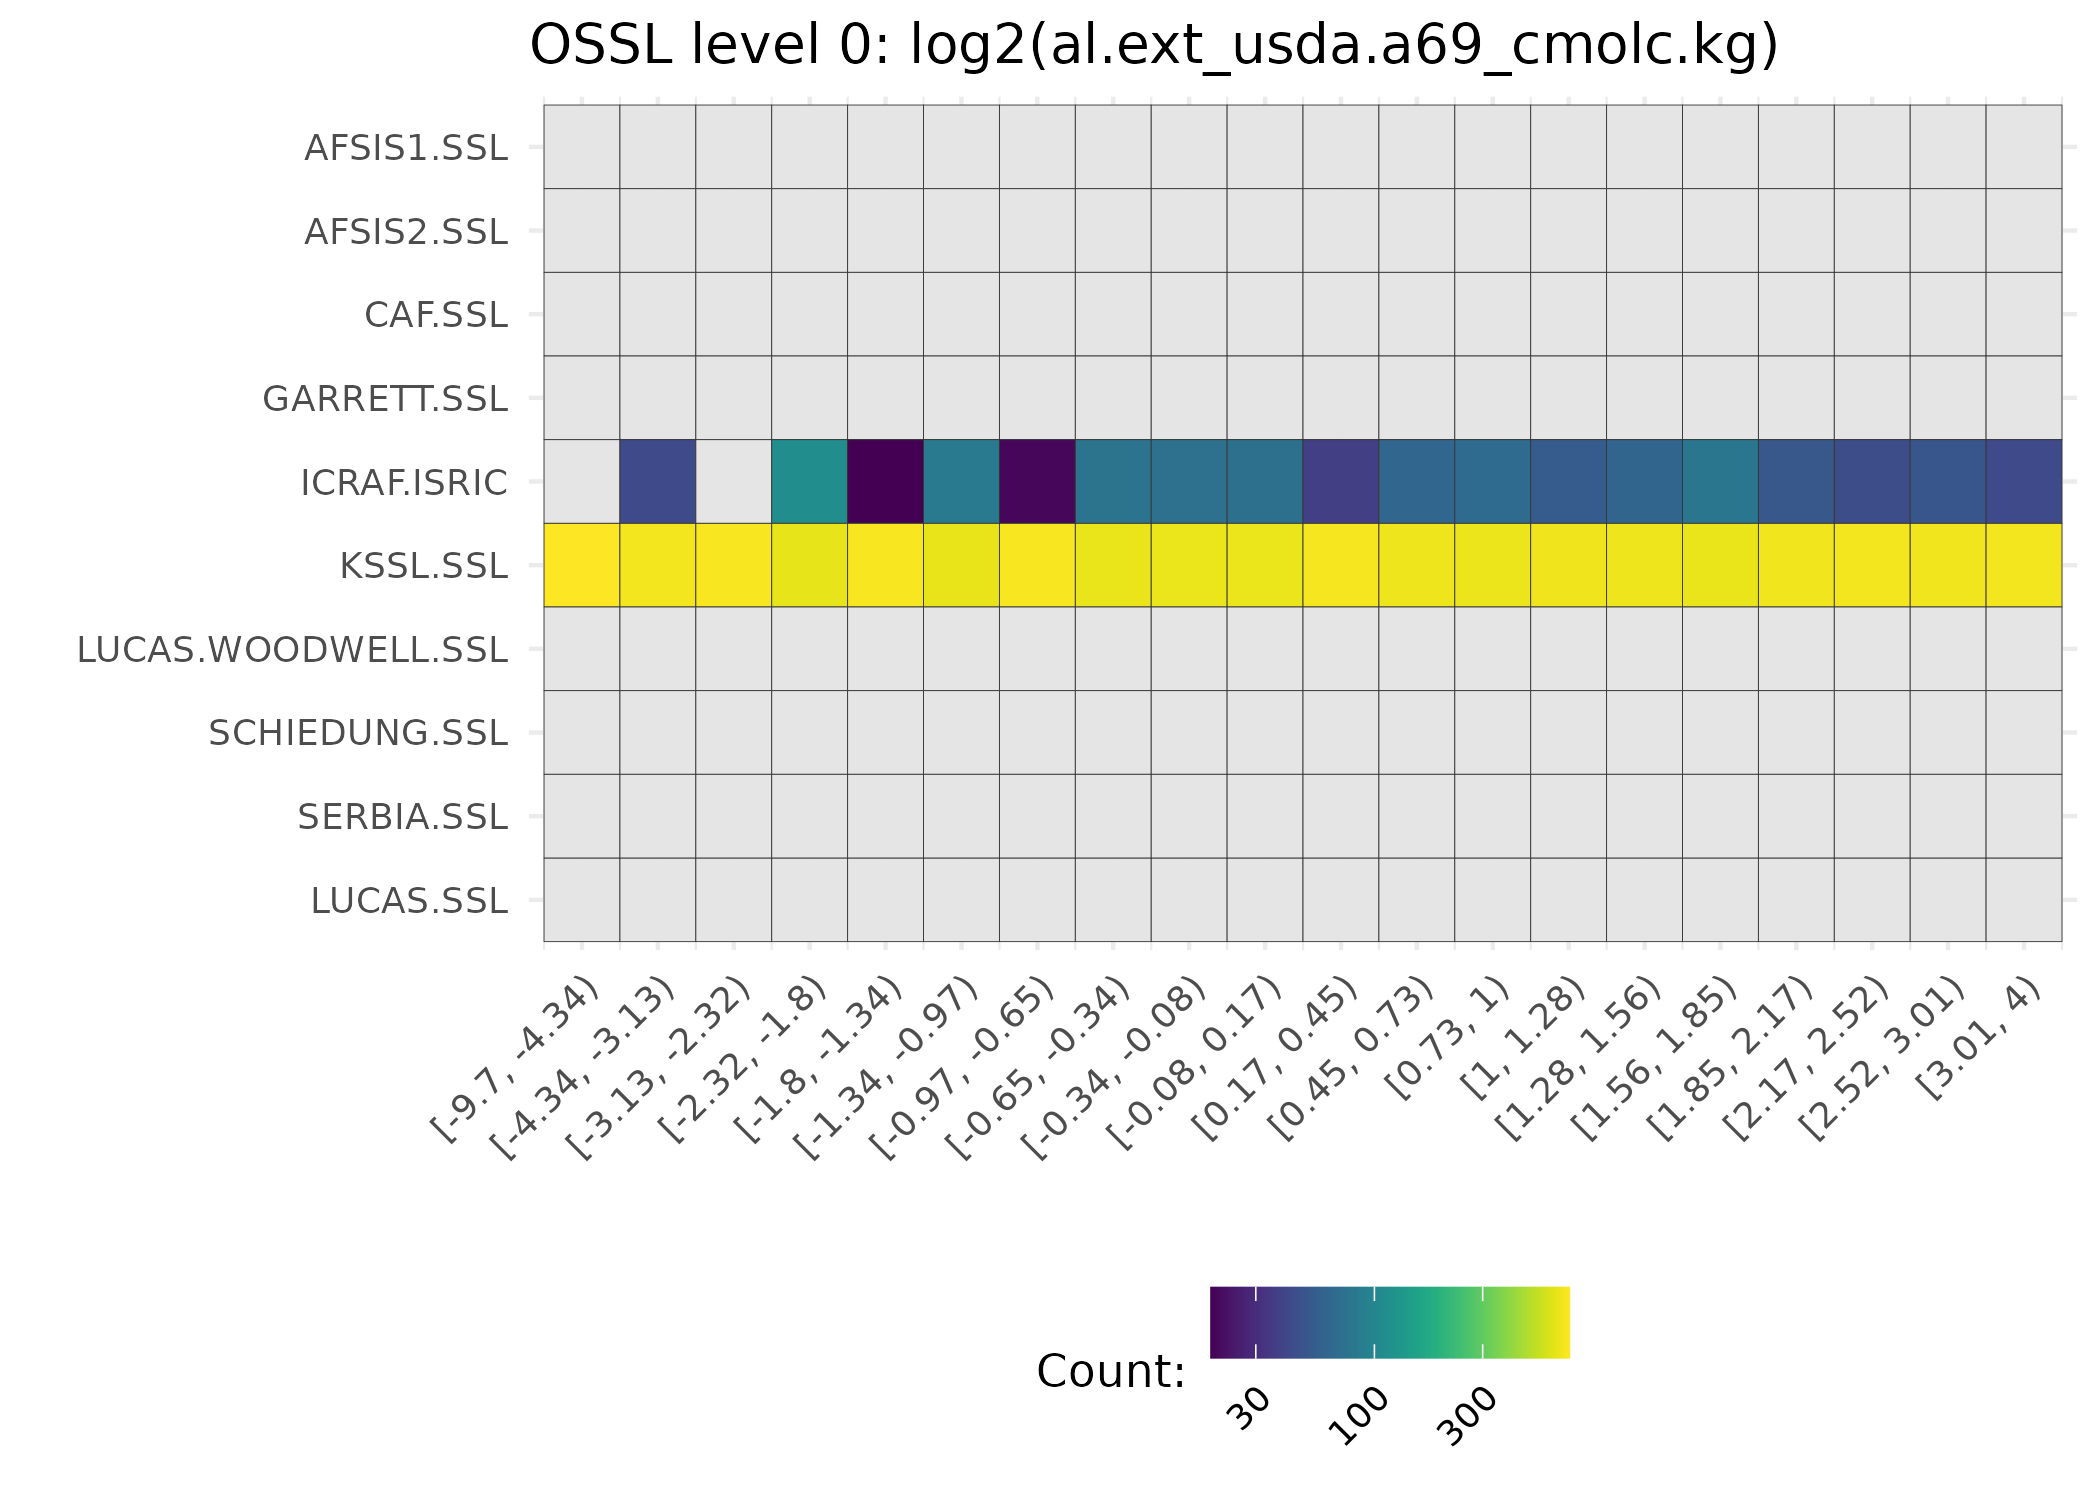 OSSL level 0: log2(al.ext_usda.a69_cmolc.kg)
AFSIS1.SSL
AFSIS2.SSL
CAF.SSL
GARRETT.SSL
ICRAF.ISRIC
KSSL.SSL
LUCAS.WOODWELL.SSL
SCHIEDUNG.SSL
SERBIA.SSL
LUCAS.SSL
[-9.7, -4.34)
[-4.34, -3.13)
[-3.13, -2.32)
[-2.32, -1.8)
[-1.8, -1.34)
[-1.34, -0.97)
[-0.97, -0.65)
[-0.65, -0.34)
[-0.34, -0.08)
[-0.08, 0.17)
[0.17, 0.45)
[0.45, 0.73)
[0.73, 1)
[1, 1.28)
[1.28, 1.56)
[1.56, 1.85)
[1.85, 2.17)
[2.17, 2.52)
[2.52, 3.01)
[3.01, 4)
Count:
30
100
300